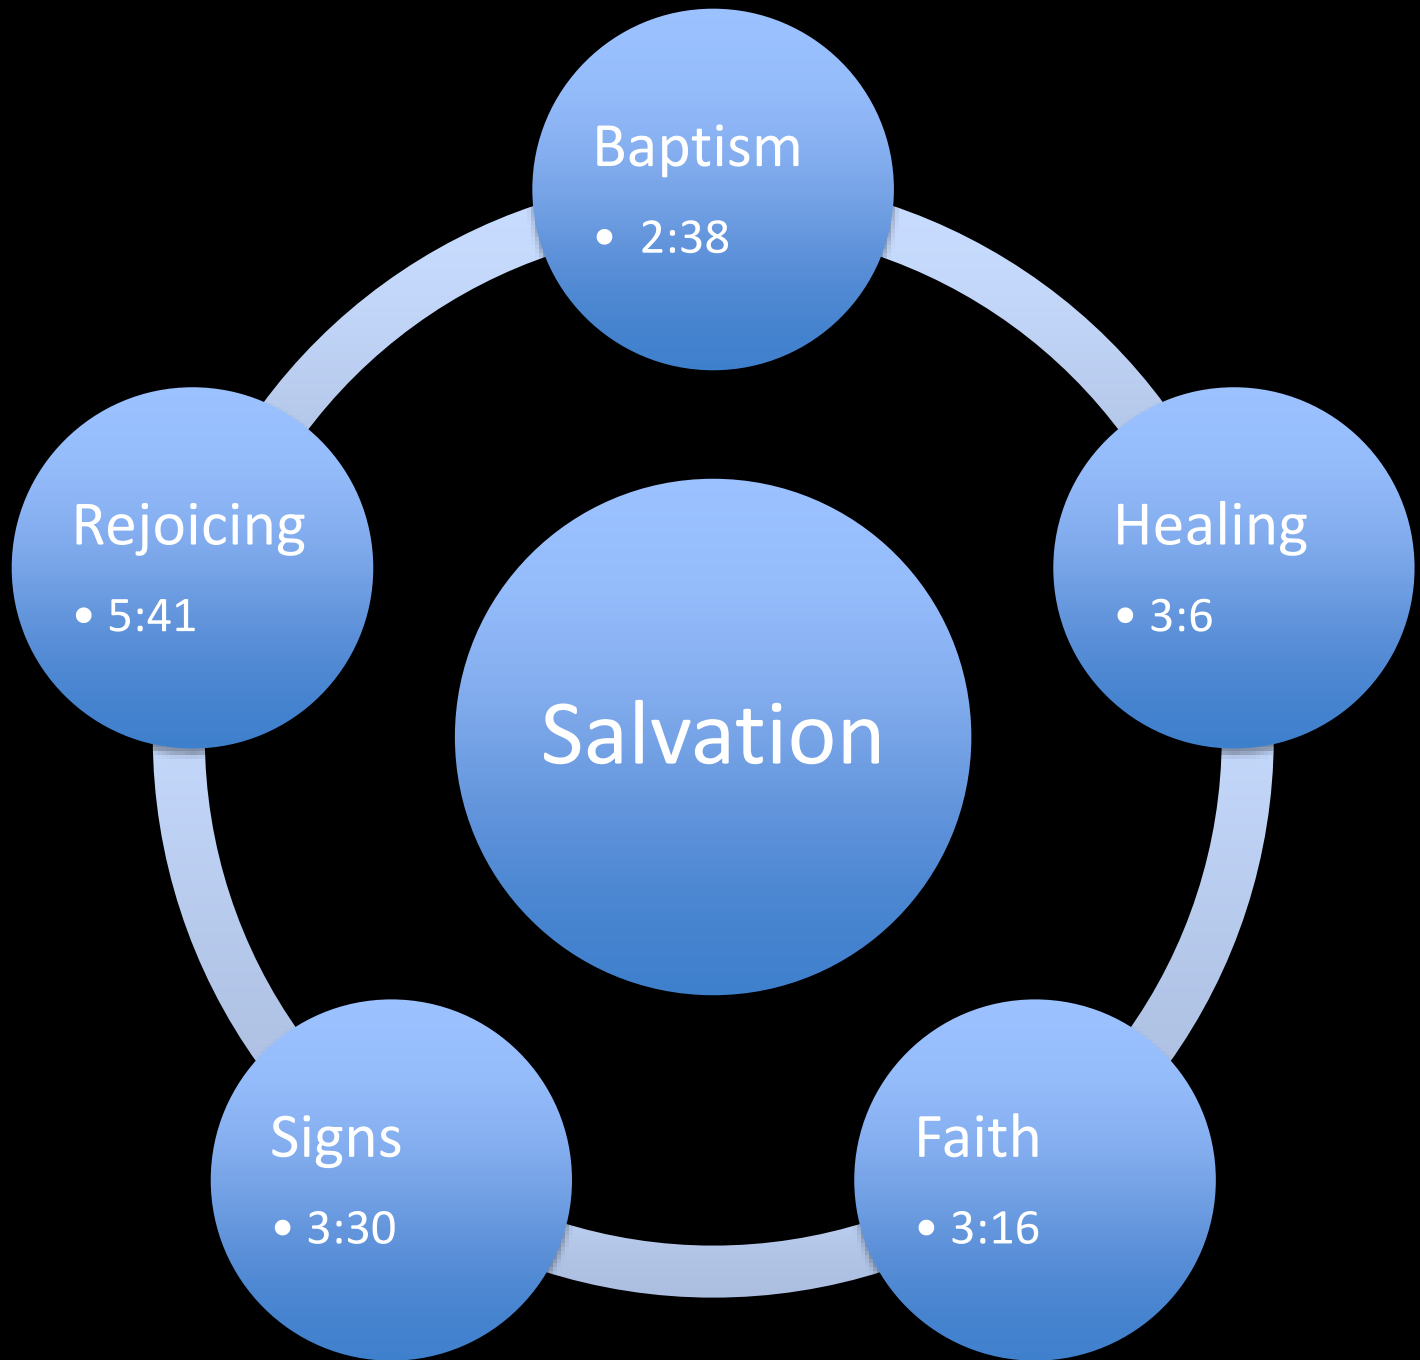 Baptism
• 2:38
Healing
• 3:6
Faith
• 3:16
Signs
• 3:30
Rejoicing
• 5:41
Salvation